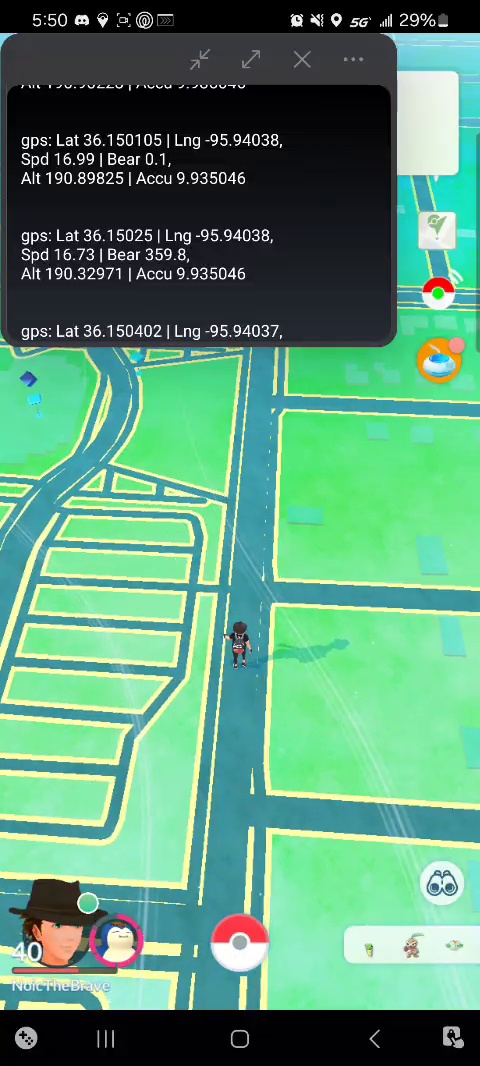 5:50
5G
29%
gps: Lat 36.150105 | Lng -95.94038,
Spd 16.99 | Bear 0.1,
Alt 190.89825 | Accu 9.935046
gps: Lat 36.15025 | Lng -95.94038,
Spd 16.73 | Bear 359.8,
Alt 190.32971 | Accu 9.935046
gps: Lat 36.150402 | Lng -95.94037,
40
NoicTheBrave